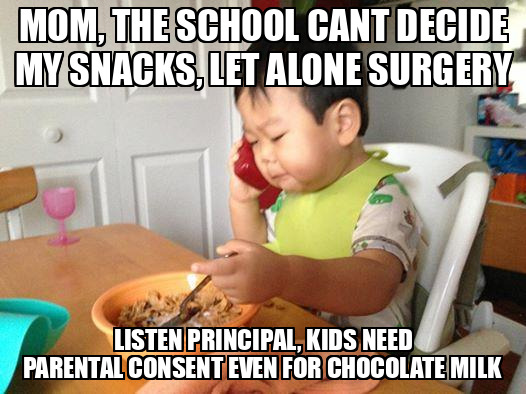 MOM, THE SCHOOL CANT DECIDE
MY SNACKS, LET ALONE SURGERY
LISTEN PRINCIPAL, KIDS NEED
PARENTAL CONSENT EVEN FOR CHOCOLATE MILK